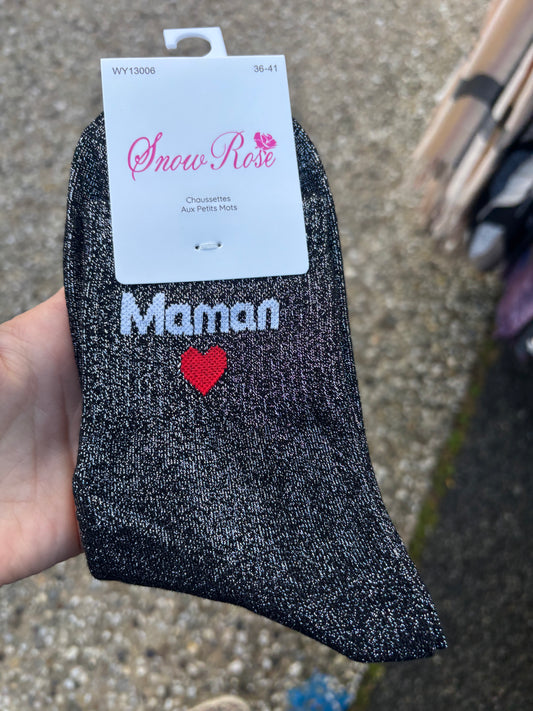 WY13006 36-41
Snow Rose
Chaussettes
Aux Petits Mots
Maman